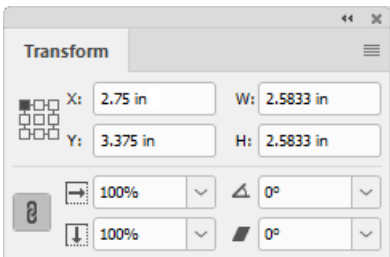 Transform
X: 2.75 in W: 2.5833 in
Y: 3.375 in H: 2.5833 in
100% 0°
100% 0°